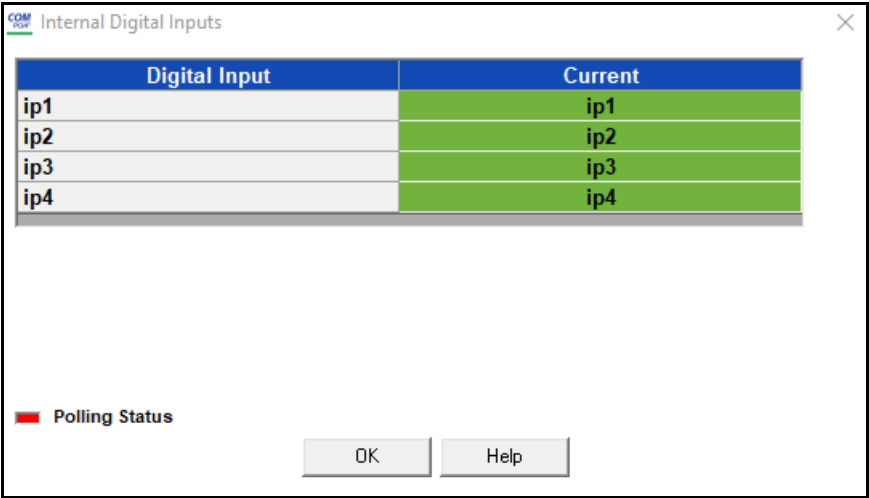 COM
POINT Internal Digital Inputs
Digital Input Current
ip1 ip1
ip2 ip2
ip3 ip3
ip4 ip4
Polling Status
OK Help